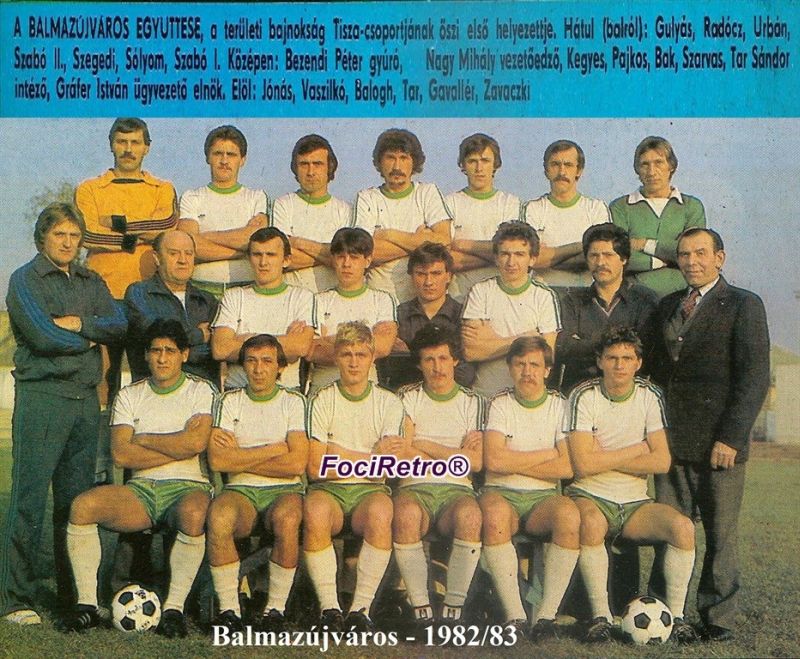 A BALMAZÚJVÁROS EGYÜTTESE, a területi bajnokság Tisza-csoportjának őszi első helyezettje. Hátul (balról): Gulyás, Radócz, Urbán,
Szabó II., Szegedi, Sólyom, Szabó I. Középen: Bezendi Péter gyúró, Nagy Mihály vezetőedző, Kegyes, Pajkos, Bak, Szarvas, Tar Sándor
intéző, Gráfer István ügyvezető elnök. Elöl: Jónás, Vaszilkó, Balogh, Tar, Gavallér, Zavaczki
FociRetro®
Balmazújváros - 1982/83